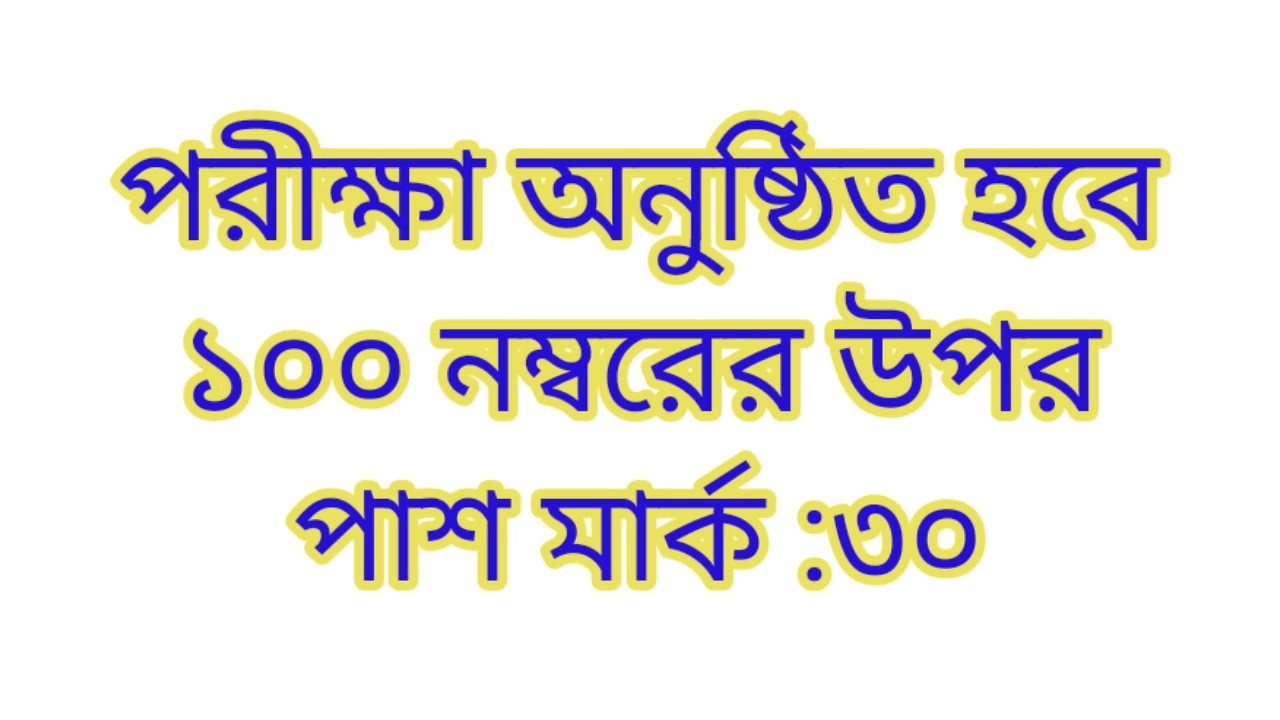 পরীক্ষা অনুষ্ঠিত হবে
১০০ নম্বরের উপর
পাশ মার্ক :৩০